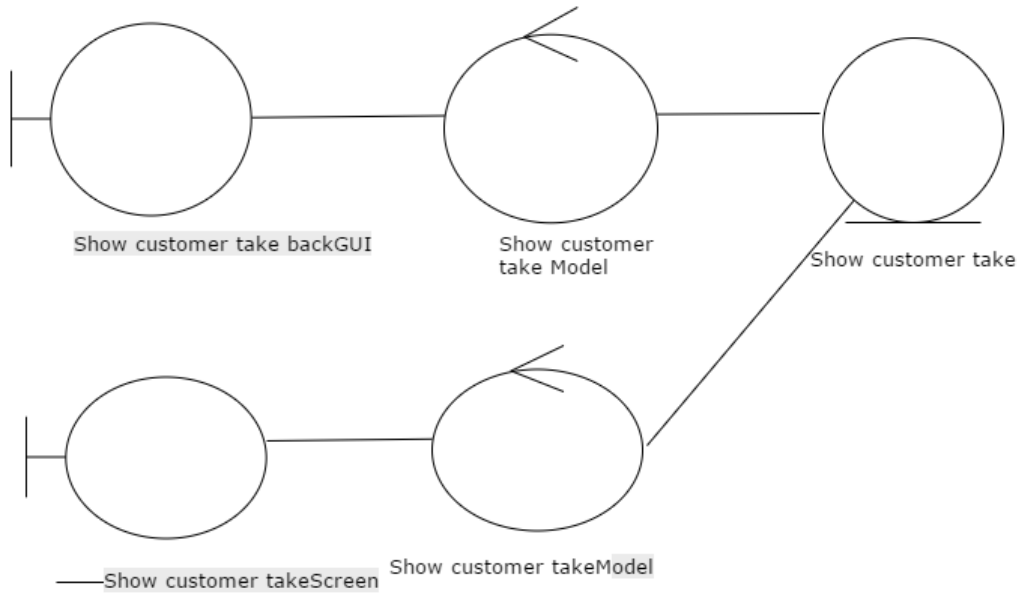 Show customer take backGUI
Show customer
take Model
Show customer take
Show customer takeScreen
Show customer takeModel